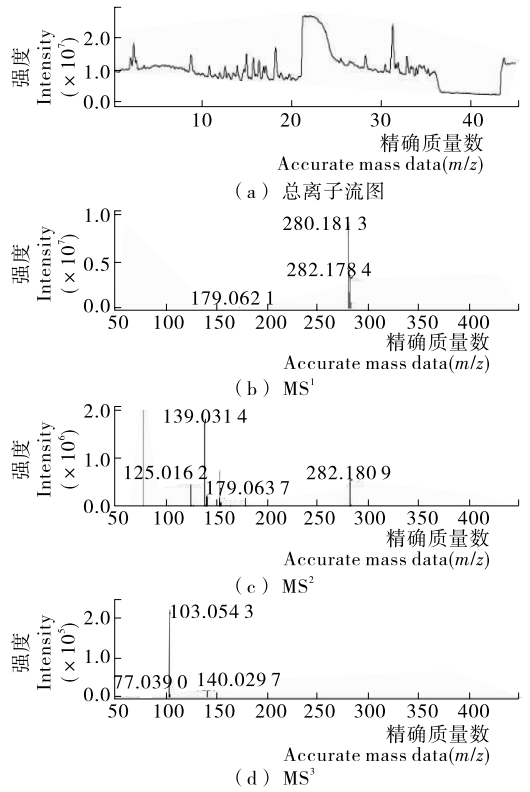 强度
Intensity
(×10⁷)
2.0
1.0
0.0
10
20
30
40
精确质量数
Accurate mass data(m/z)
(a) 总离子流图
强度
Intensity
(×10⁷)
1.0
0.5
0.0
280.181 3
282.178 4
179.062 1
50 100 150 200 250 300 350 400
精确质量数
Accurate mass data(m/z)
(b) MS¹
强度
Intensity
(×10⁶)
2.0
1.0
0.0
139.031 4
125.016 2
179.063 7
282.180 9
50 100 150 200 250 300 350 400
精确质量数
Accurate mass data(m/z)
(c) MS²
强度
Intensity
(×10⁵)
2.0
1.0
0.0
103.054 3
77.039 0
140.029 7
50 100 150 200 250 300 350 400
精确质量数
Accurate mass data(m/z)
(d) MS³